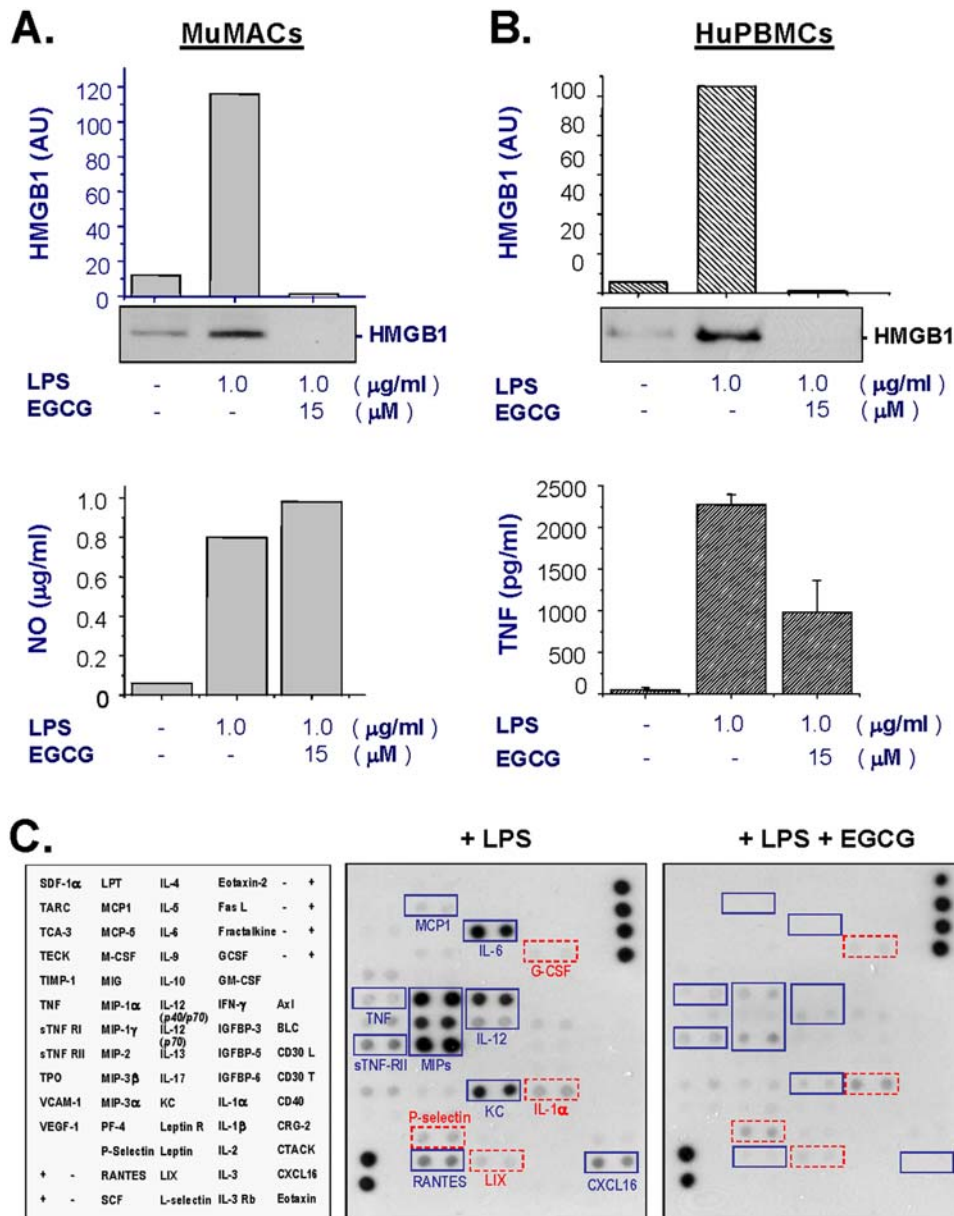 A.
MuMACs
HMGB1 (AU)
120
100
80
60
40
20
0
- HMGB1
LPS - 1.0 1.0 ( µg/ml )
EGCG - - 15 ( µM )
NO (µg/ml)
1.0
0.8
0.6
0.4
0.2
0
LPS - 1.0 1.0 ( µg/ml )
EGCG - - 15 ( µM )
B.
HuPBMCs
HMGB1 (AU)
100
80
60
40
20
0
- HMGB1
LPS - 1.0 1.0 ( µg/ml )
EGCG - - 15 ( µM )
TNF (pg/ml)
2500
2000
1500
1000
500
0
LPS - 1.0 1.0 ( µg/ml )
EGCG - - 15 ( µM )
C.
SDF-1α LPT IL-4 Eotaxin-2 - +
TARC MCP1 IL-5 Fas L - +
TCA-3 MCP-5 IL-6 Fractalkine - +
TECK M-CSF IL-9 GCSF - +
TIMP-1 MIG IL-10 GM-CSF
TNF MIP-1α IL-12 (p40/p70) IFN-γ Axl
sTNF RI MIP-1γ IL-12 (p70) IGFBP-3 BLC
sTNF RII MIP-2 IL-13 IGFBP-5 CD30 L
TPO MIP-3β IL-17 IGFBP-6 CD30 T
VCAM-1 MIP-3α KC IL-1α CD40
VEGF-1 PF-4 Leptin R IL-1β CRG-2
P-Selectin Leptin IL-2 CTACK
+ - RANTES LIX IL-3 CXCL16
+ - SCF L-selectin IL-3 Rb Eotaxin
+ LPS
MCP1
IL-6
G-CSF
TNF
IL-12
sTNF-RII
MIPs
KC
IL-1α
P-selectin
RANTES
LIX
CXCL16
+ LPS + EGCG